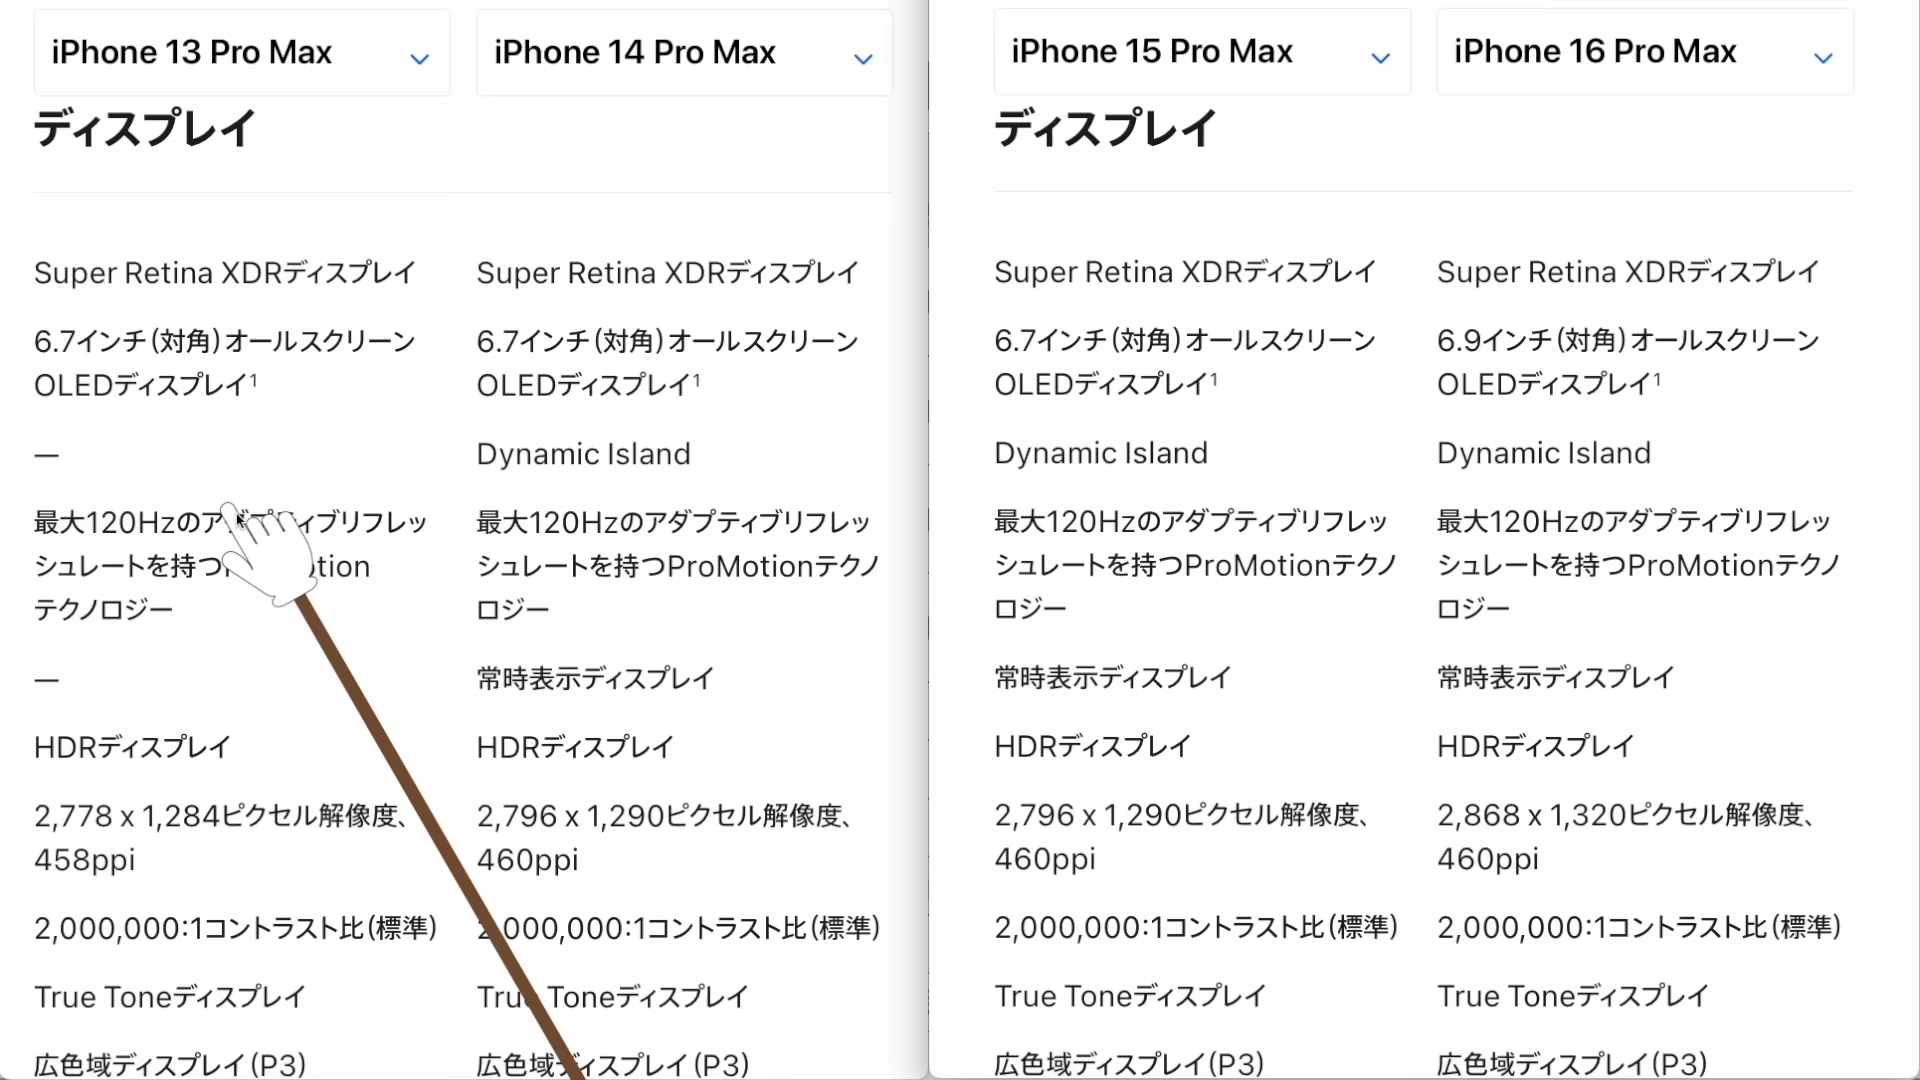 iPhone 13 Pro Max
iPhone 14 Pro Max
ディスプレイ
Super Retina XDRディスプレイ
Super Retina XDRディスプレイ
6.7インチ(対角)オールスクリーン
OLEDディスプレイ1
6.7インチ(対角)オールスクリーン
OLEDディスプレイ1
—
Dynamic Island
最大120Hzのアダプティブリフレッ
シュレートを持つ
テクノロジー
最大120Hzのアダプティブリフレッ
シュレートを持つProMotionテクノ
ロジー
—
常時表示ディスプレイ
HDRディスプレイ
HDRディスプレイ
2,778 x 1,284ピクセル解像度、
458ppi
2,796 x 1,290ピクセル解像度、
460ppi
2,000,000:1コントラスト比(標準)
2,000,000:1コントラスト比(標準)
True Toneディスプレイ
True Toneディスプレイ
広色域ディスプレイ(P3)
広色域ディスプレイ(P3)
iPhone 15 Pro Max
iPhone 16 Pro Max
ディスプレイ
Super Retina XDRディスプレイ
Super Retina XDRディスプレイ
6.7インチ(対角)オールスクリーン
OLEDディスプレイ1
6.9インチ(対角)オールスクリーン
OLEDディスプレイ1
Dynamic Island
Dynamic Island
最大120Hzのアダプティブリフレッ
シュレートを持つProMotionテクノ
ロジー
最大120Hzのアダプティブリフレッ
シュレートを持つProMotionテクノ
ロジー
常時表示ディスプレイ
常時表示ディスプレイ
HDRディスプレイ
HDRディスプレイ
2,796 x 1,290ピクセル解像度、
460ppi
2,868 x 1,320ピクセル解像度、
460ppi
2,000,000:1コントラスト比(標準)
2,000,000:1コントラスト比(標準)
True Toneディスプレイ
True Toneディスプレイ
広色域ディスプレイ(P3)
広色域ディスプレイ(P3)